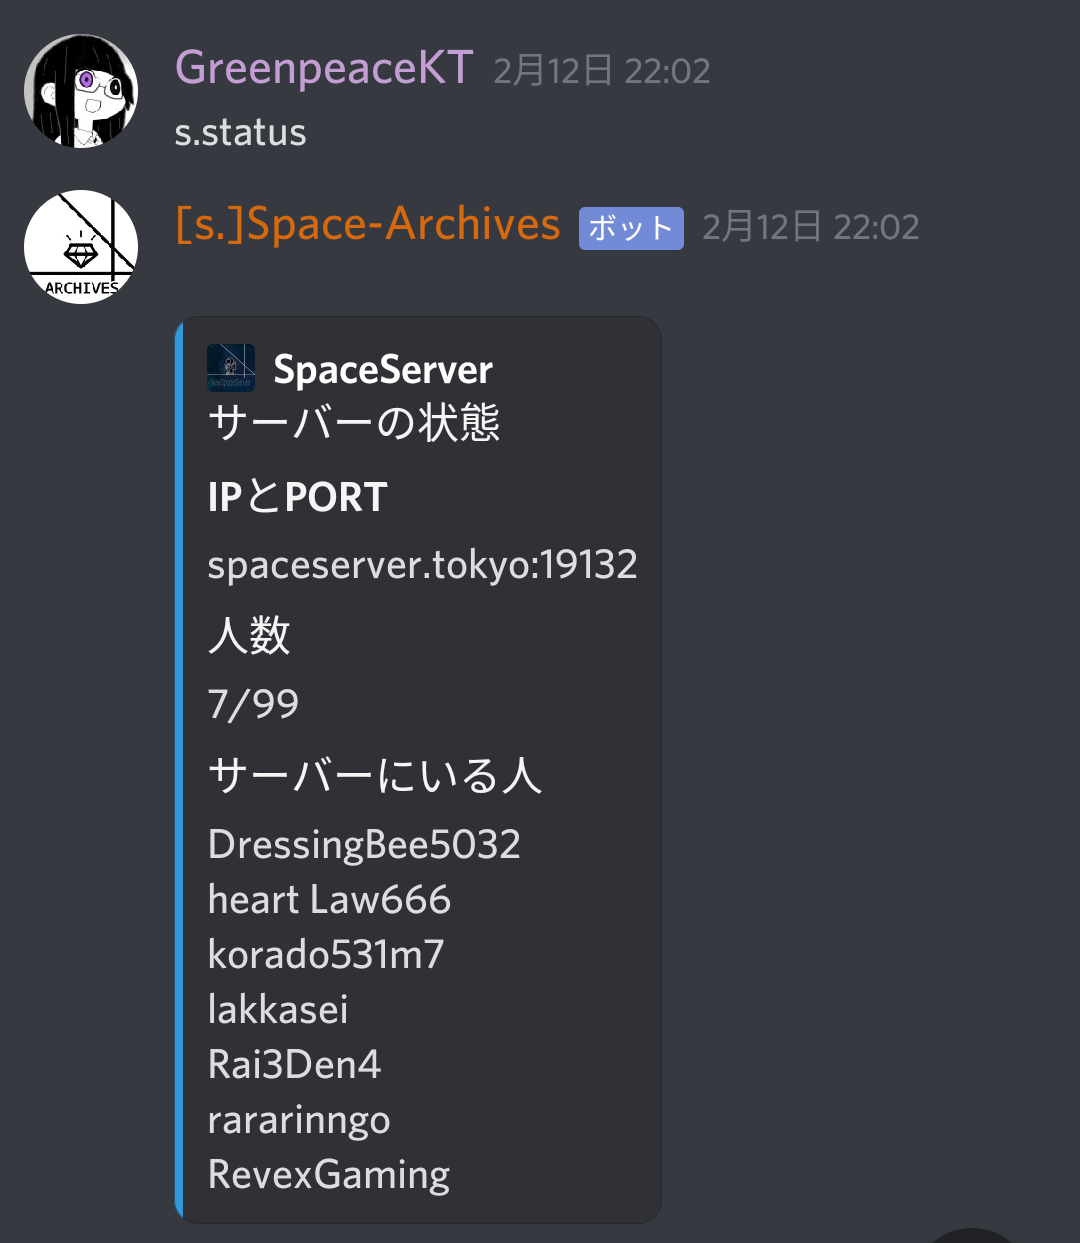 GreenpeaceKT 2月12日 22:02
s.status
[s.]Space-Archives ボット 2月12日 22:02
ARCHIVES
SpaceServer
サーバーの状態
IPとPORT
spaceserver.tokyo:19132
人数
7/99
サーバーにいる人
DressingBee5032
heart Law666
korado531m7
lakkasei
Rai3Den4
rararinngo
RevexGaming